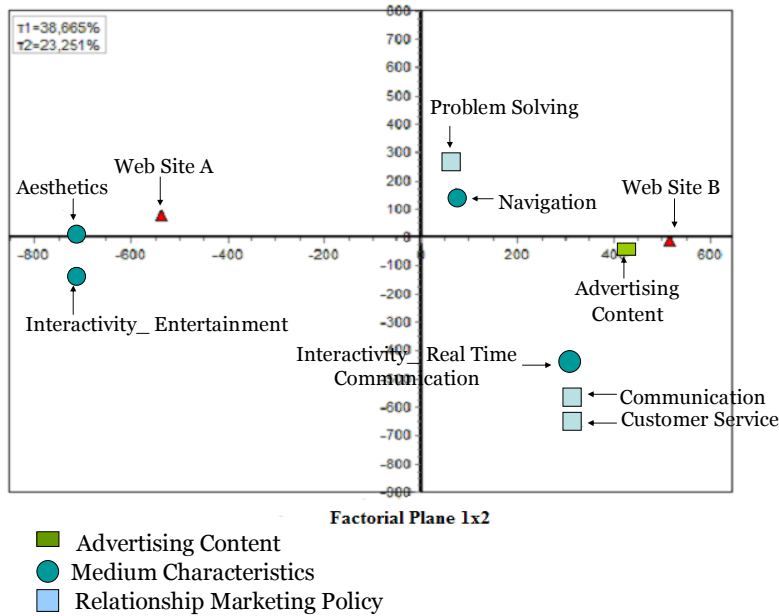 τ1=38,665%
τ2=23,251%
800
700
600
500
400
300
200
100
0
-100
-200
-300
-400
-500
-600
-700
-800
-900
-800
-600
-400
-200
0
200
400
600
Problem Solving
Web Site A
Aesthetics
Navigation
Web Site B
Advertising
Content
Interactivity_ Entertainment
Interactivity_ Real Time
Communication
Communication
Customer Service
Factorial Plane 1x2
Advertising Content
Medium Characteristics
Relationship Marketing Policy